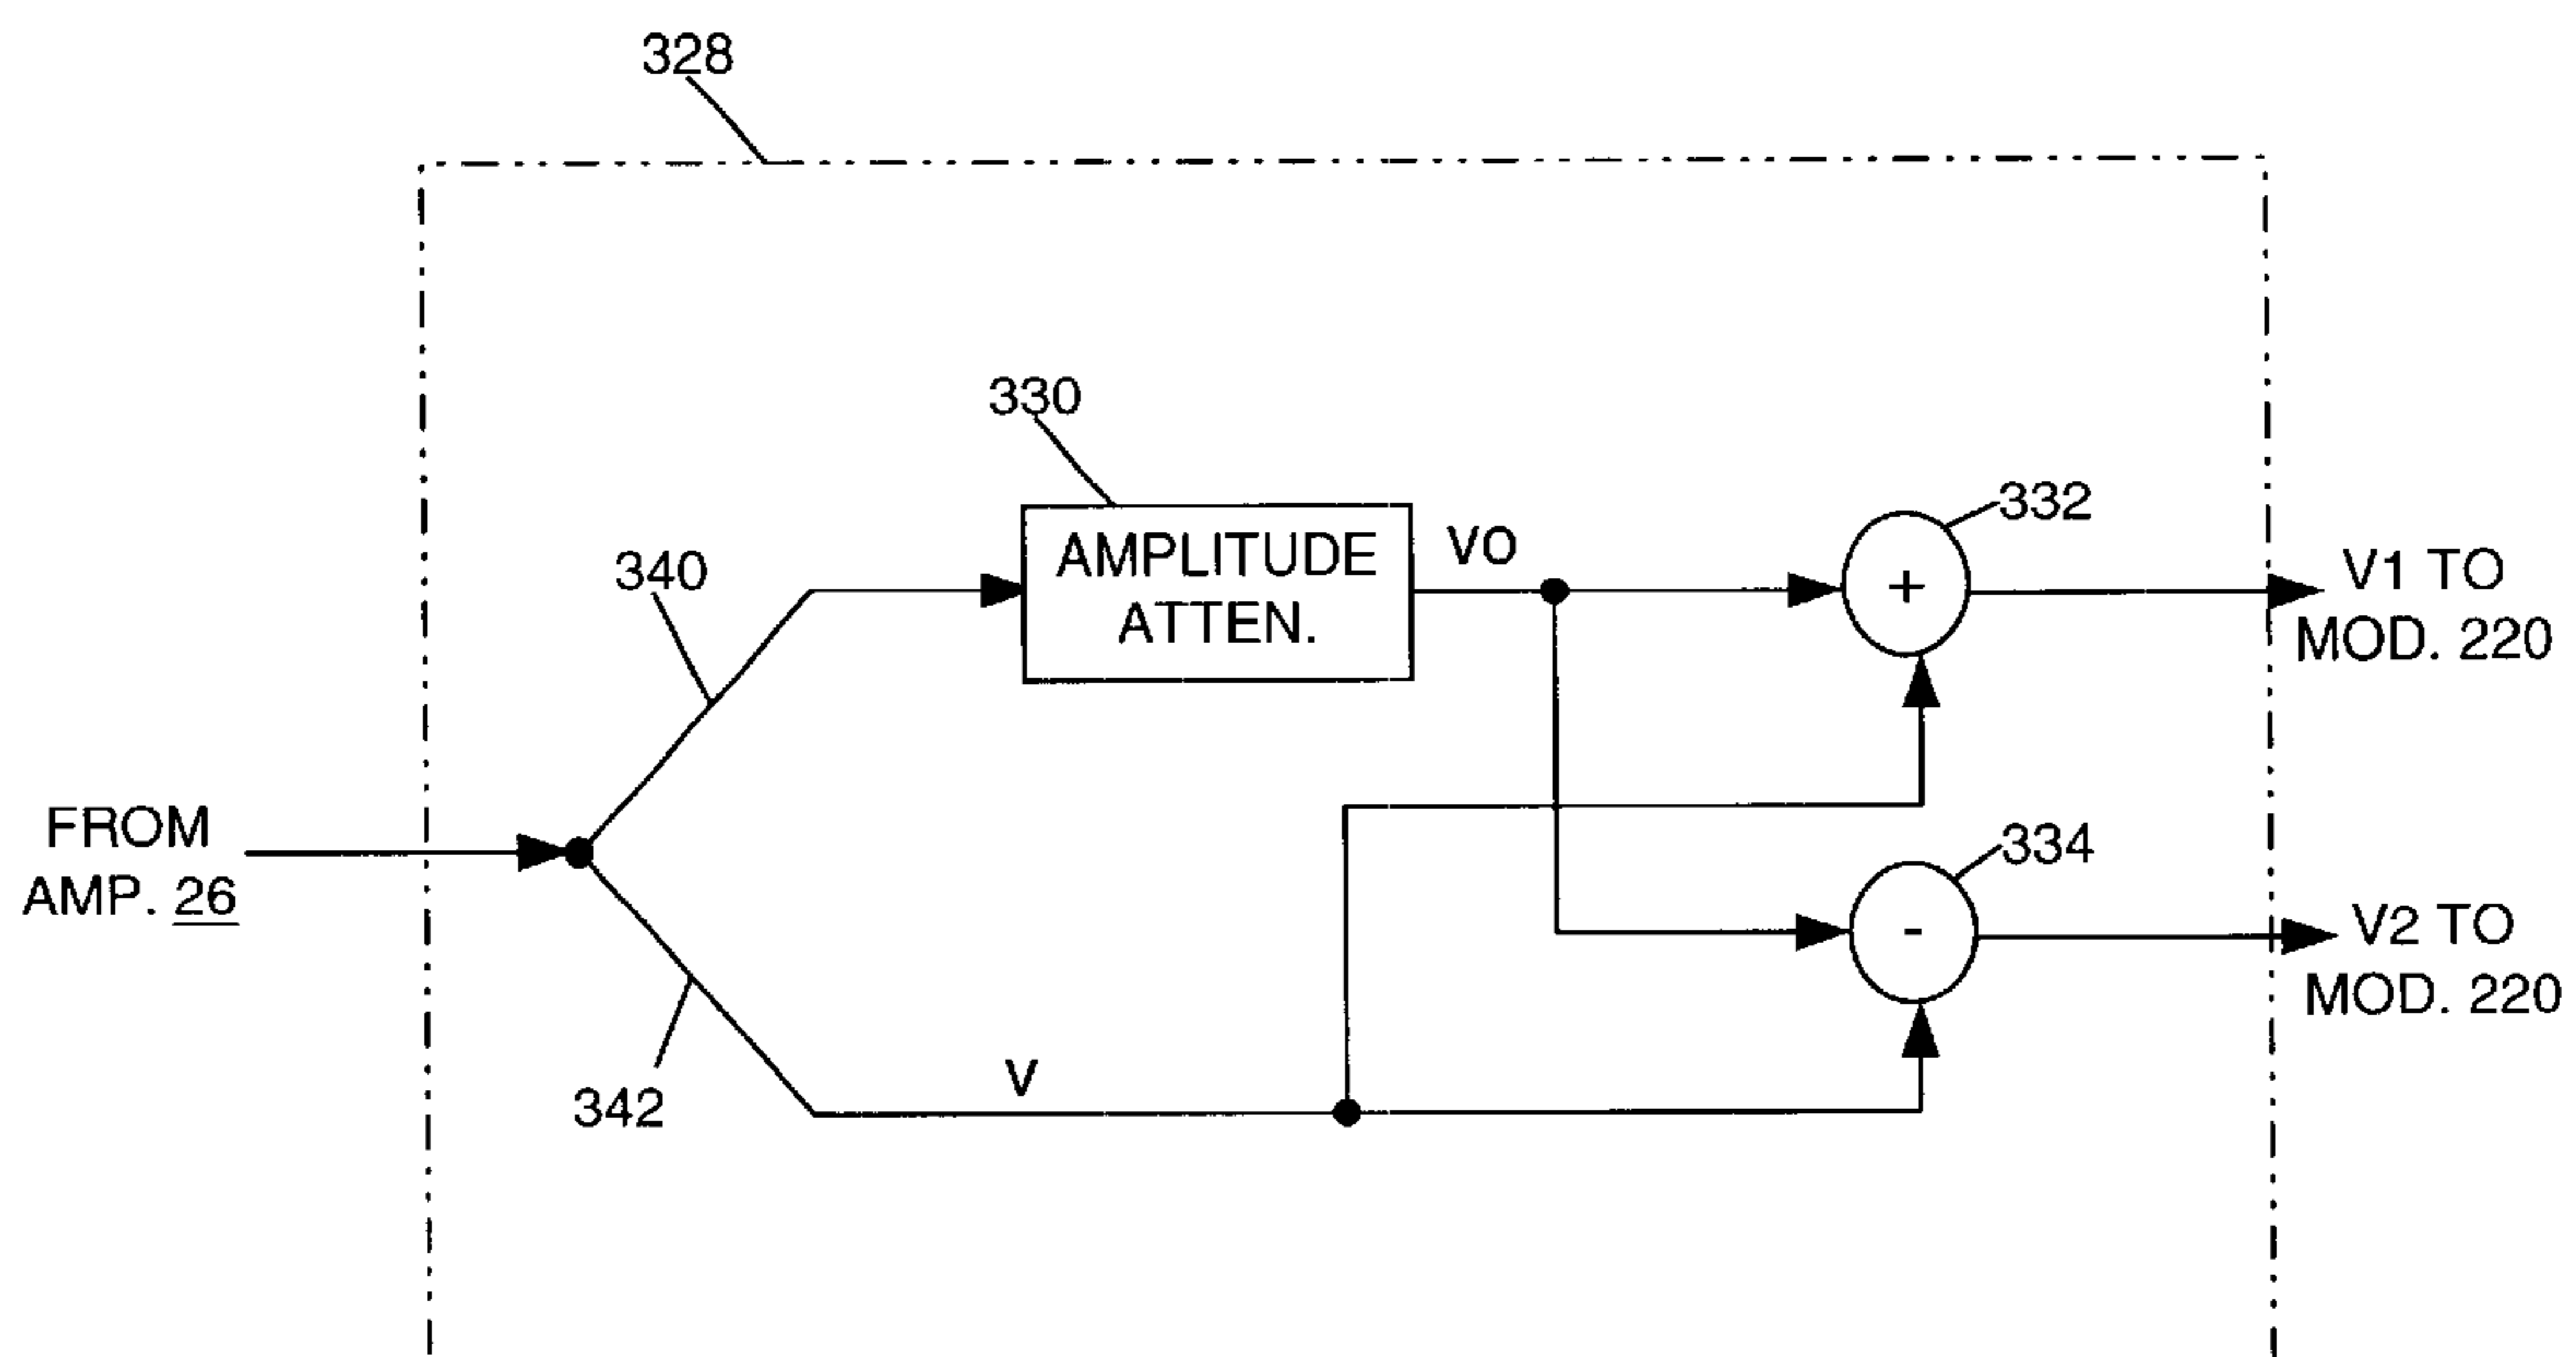 328
330
332
AMPLITUDE
ATTEN.
VO
+
V1 TO
MOD. 220
340
334
FROM
AMP. 26
-
V2 TO
MOD. 220
V
342